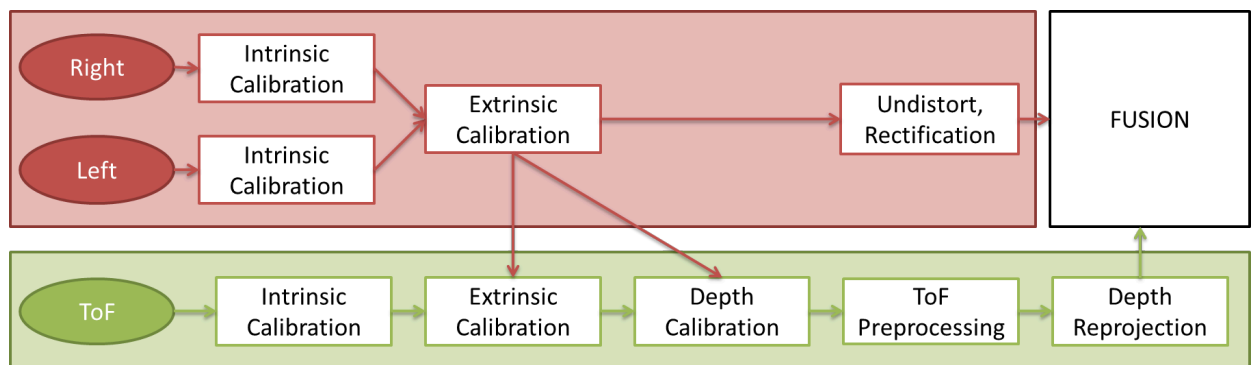 Right
Intrinsic
Calibration
Left
Intrinsic
Calibration
Extrinsic
Calibration
Undistort,
Rectification
FUSION
ToF
Intrinsic
Calibration
Extrinsic
Calibration
Depth
Calibration
ToF
Preprocessing
Depth
Reprojection